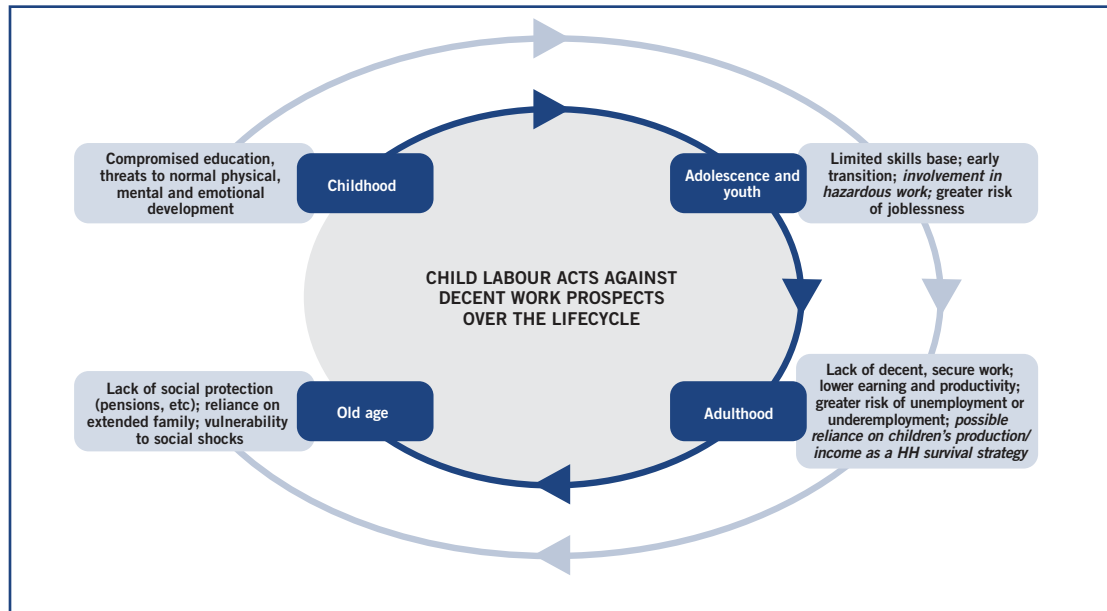 Compromised education,
threats to normal physical,
mental and emotional
development
Childhood
Adolescence and
youth
Limited skills base; early
transition; involvement in
hazardous work; greater risk
of joblessness
CHILD LABOUR ACTS AGAINST
DECENT WORK PROSPECTS
OVER THE LIFECYCLE
Lack of social protection
(pensions, etc); reliance on
extended family; vulnerability
to social shocks
Old age
Adulthood
Lack of decent, secure work;
lower earning and productivity;
greater risk of unemployment or
underemployment; possible
reliance on children’s production/
income as a HH survival strategy